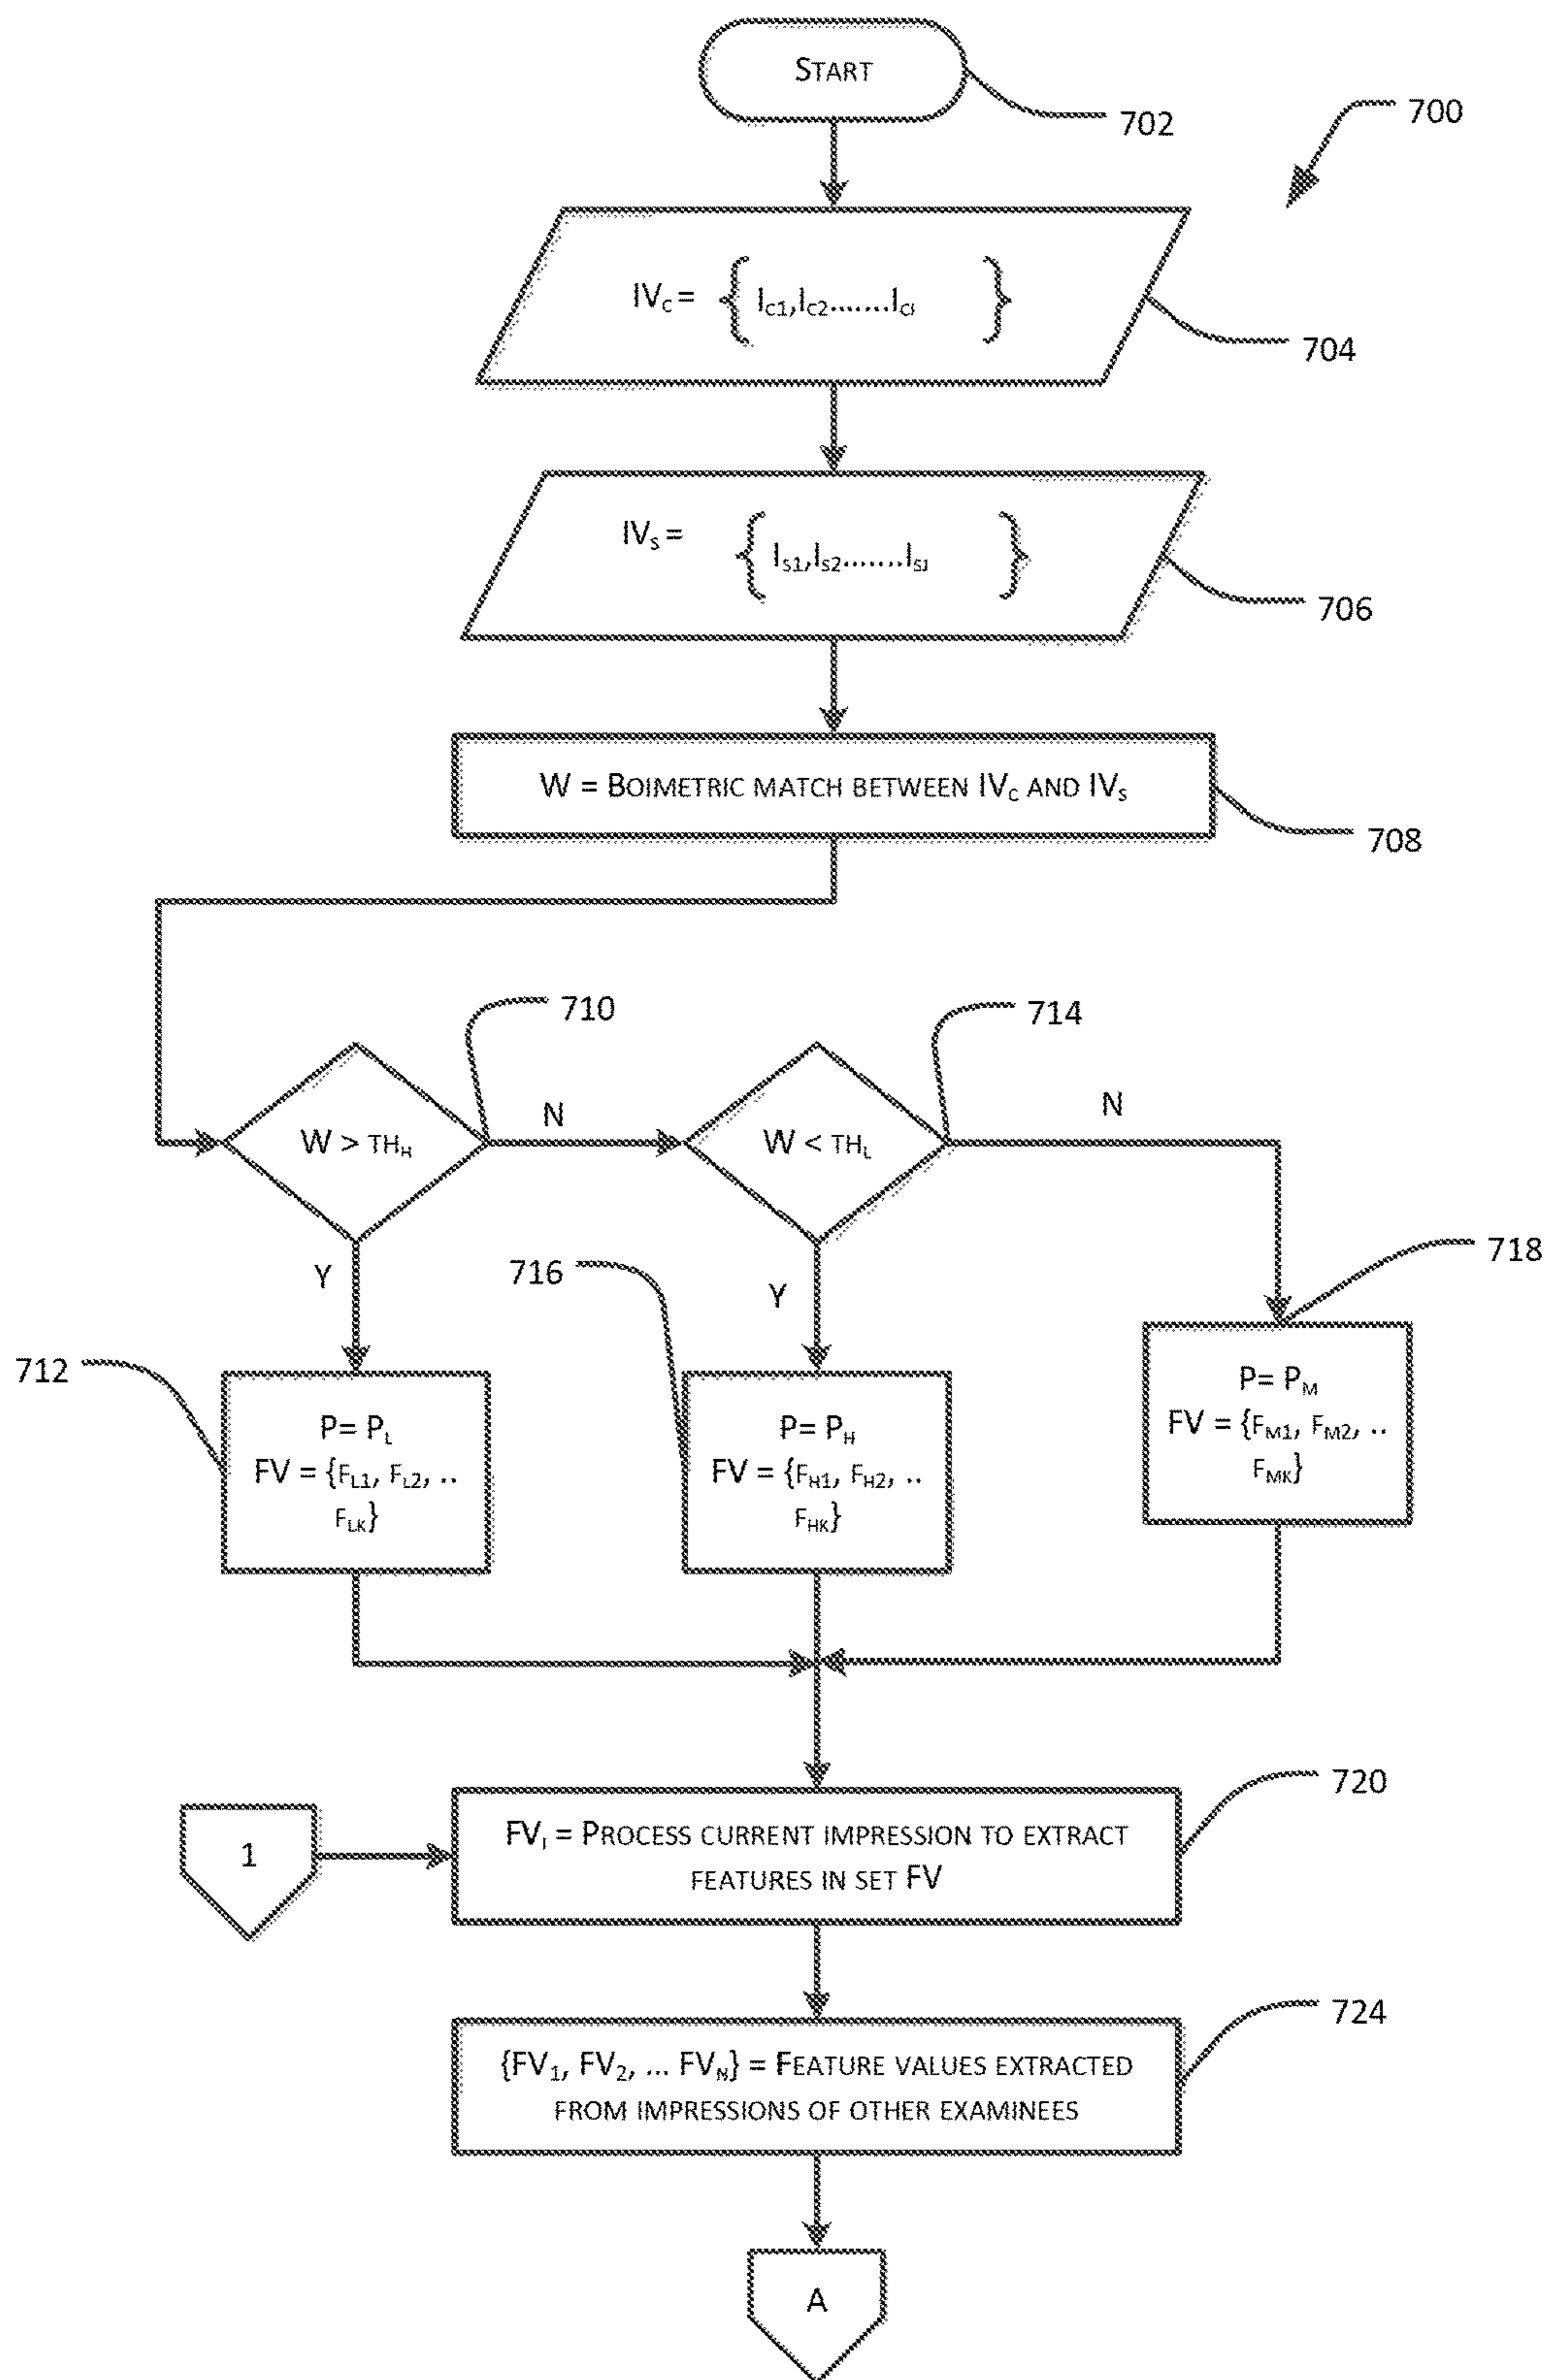 START
702
700
IVC = { IC1,IC2.......ICI }
704
IVS = { IS1,IS2.......ISJ }
706
W = BOIMETRIC MATCH BETWEEN IVC AND IVS
708
710
714
W > THH
N
W < THL
N
Y
716
Y
718
712
P= PL
FV = {FL1, FL2, ..
FLK}
P= PH
FV = {FH1, FH2, ..
FHK}
P= PM
FV = {FM1, FM2, ..
FMK}
1
FVI = PROCESS CURRENT IMPRESSION TO EXTRACT
FEATURES IN SET FV
720
{FV1, FV2, ... FVN} = FEATURE VALUES EXTRACTED
FROM IMPRESSIONS OF OTHER EXAMINEES
724
A